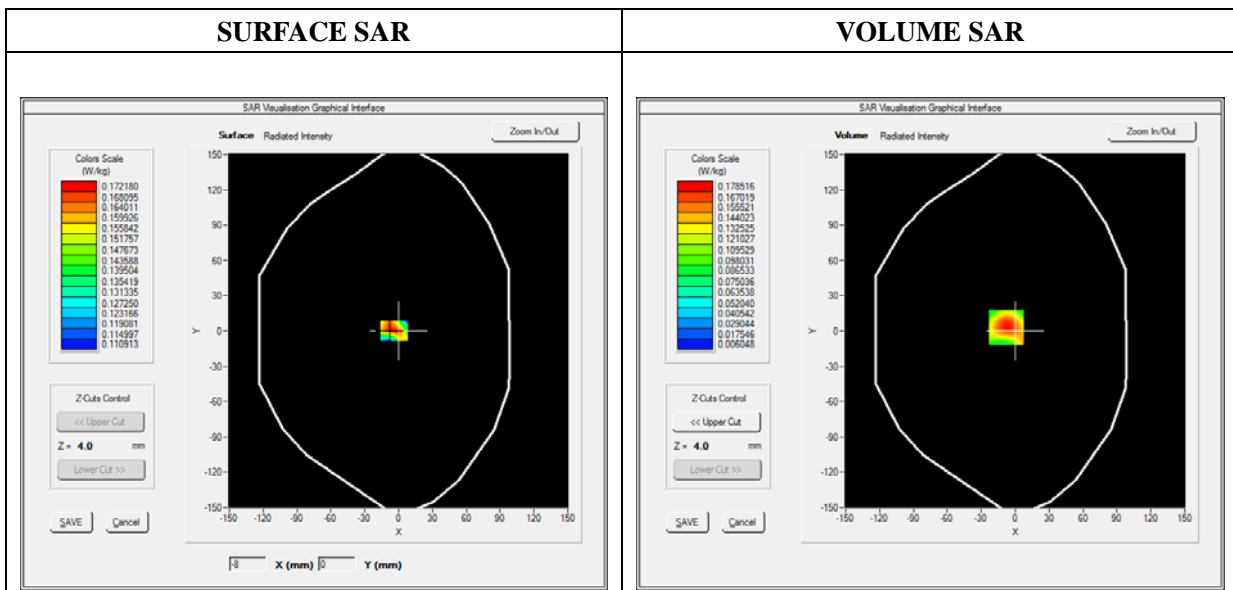 SURFACE SAR
VOLUME SAR
SAR Visualisation Graphical Interface
Surface Radiated Intensity
Zoom In/Out
Colors Scale
(W/kg)
0.172180
0.168095
0.164011
0.159926
0.155842
0.151757
0.147673
0.143588
0.139504
0.135419
0.131335
0.127250
0.123166
0.119081
0.114997
0.110913
Z-Cuts Control
<< Upper Cut
Z = 4.0 mm
Lower Cut >>
SAVE Cancel
150
120
90
60
30
0
-30
-60
-90
-120
-150
Y
-150 -120 -90 -60 -30 0 30 60 90 120 150
X
-8 X (mm) 0 Y (mm)
SAR Visualisation Graphical Interface
Volume Radiated Intensity
Zoom In/Out
Colors Scale
(W/kg)
0.178516
0.167019
0.155521
0.144023
0.132525
0.121027
0.109529
0.098031
0.086533
0.075036
0.063538
0.052040
0.040542
0.029044
0.017546
0.006048
Z-Cuts Control
<< Upper Cut
Z = 4.0 mm
Lower Cut >>
SAVE Cancel
150
120
90
60
30
0
-30
-60
-90
-120
-150
Y
-150 -120 -90 -60 -30 0 30 60 90 120 150
X